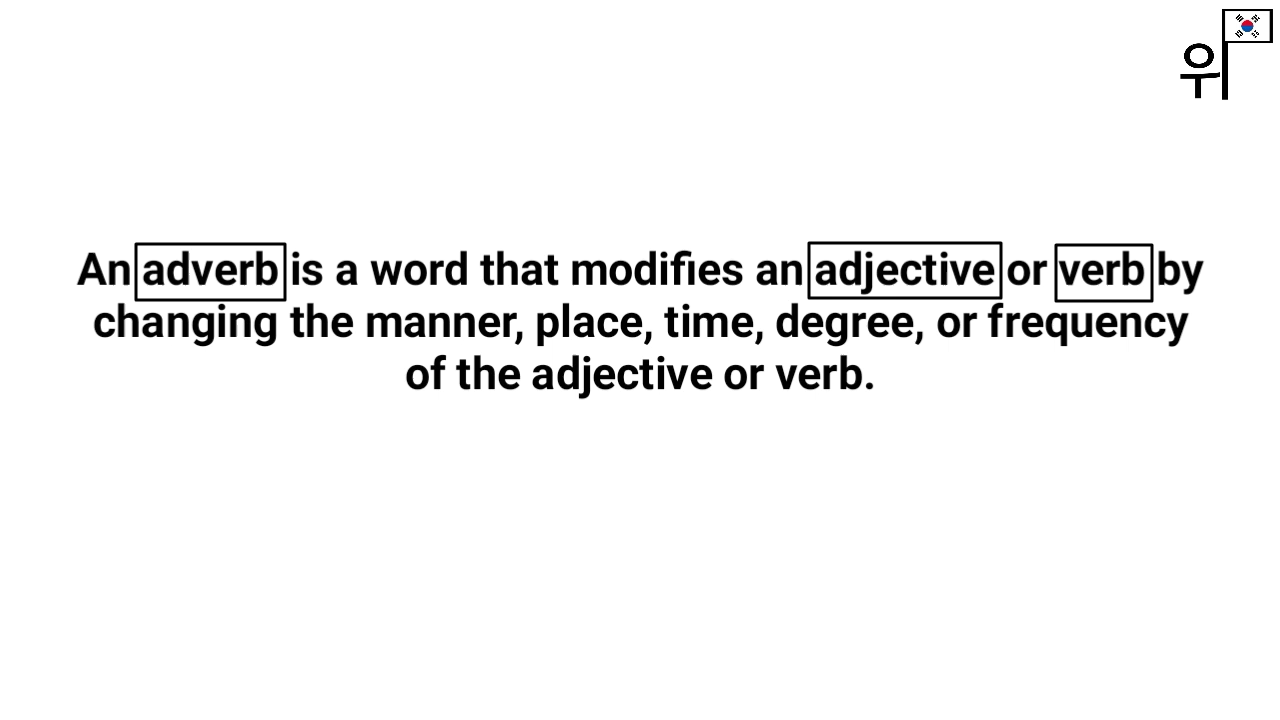 위
An adverb is a word that modifies an adjective or verb by
changing the manner, place, time, degree, or frequency
of the adjective or verb.